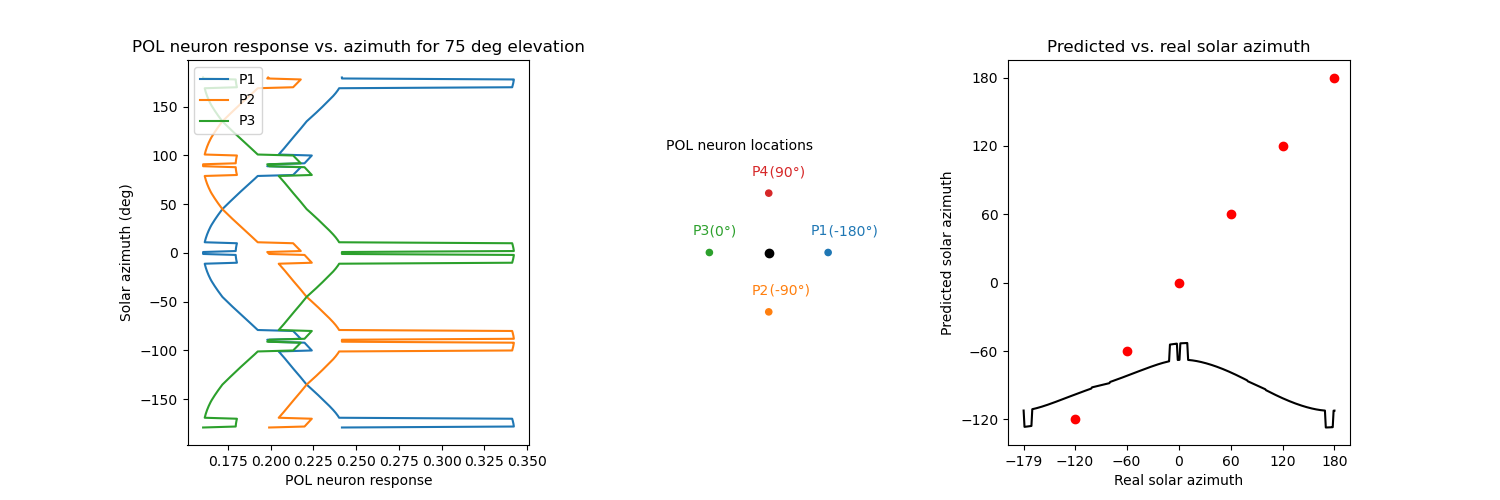 POL neuron response vs. azimuth for 75 deg elevation
P1
P2
P3
150
100
50
0
−50
−100
−150
Solar azimuth (deg)
0.175 0.200 0.225 0.250 0.275 0.300 0.325 0.350
POL neuron response
POL neuron locations
P4(90°)
P3(0°)
P1(-180°)
P2(-90°)
Predicted vs. real solar azimuth
180
120
60
0
−60
−120
Predicted solar azimuth
−179 −120 −60 0 60 120 180
Real solar azimuth